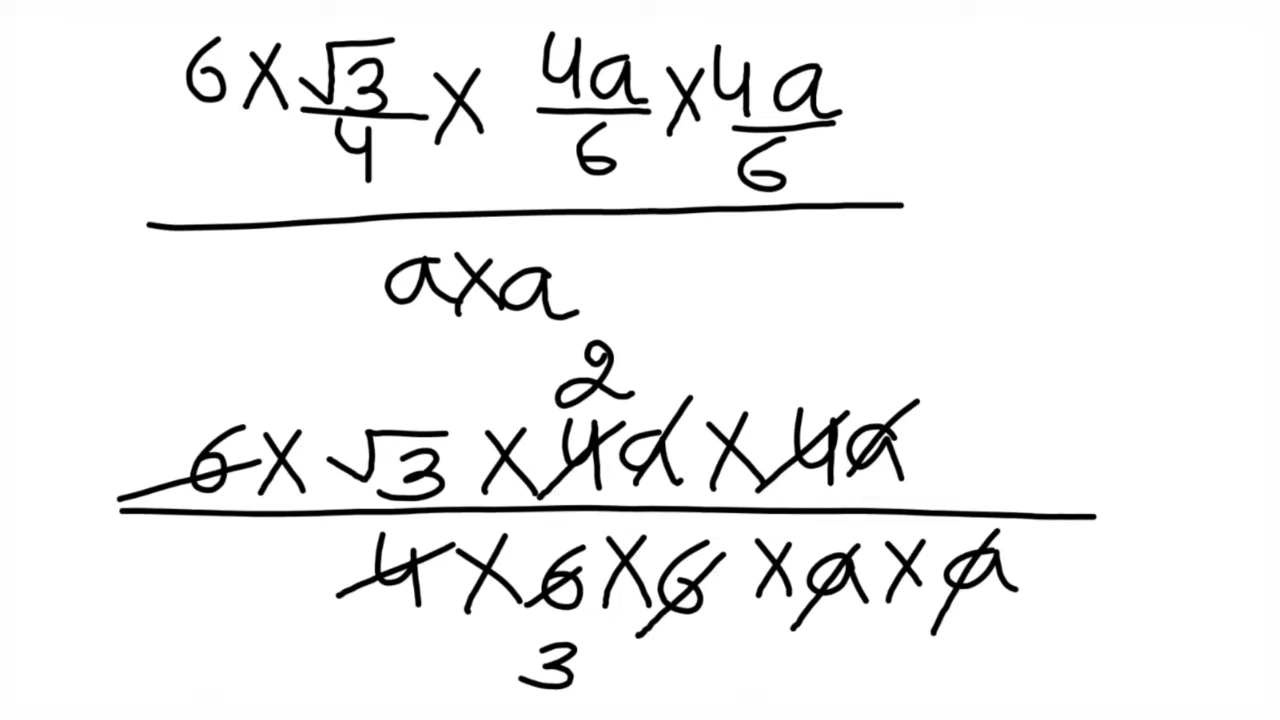 6 × √3/4 × 4a/6 × 4a/6
a×a
2
6 × √3 × 4a × 4a
4 × 6 × 6 × a × a
3